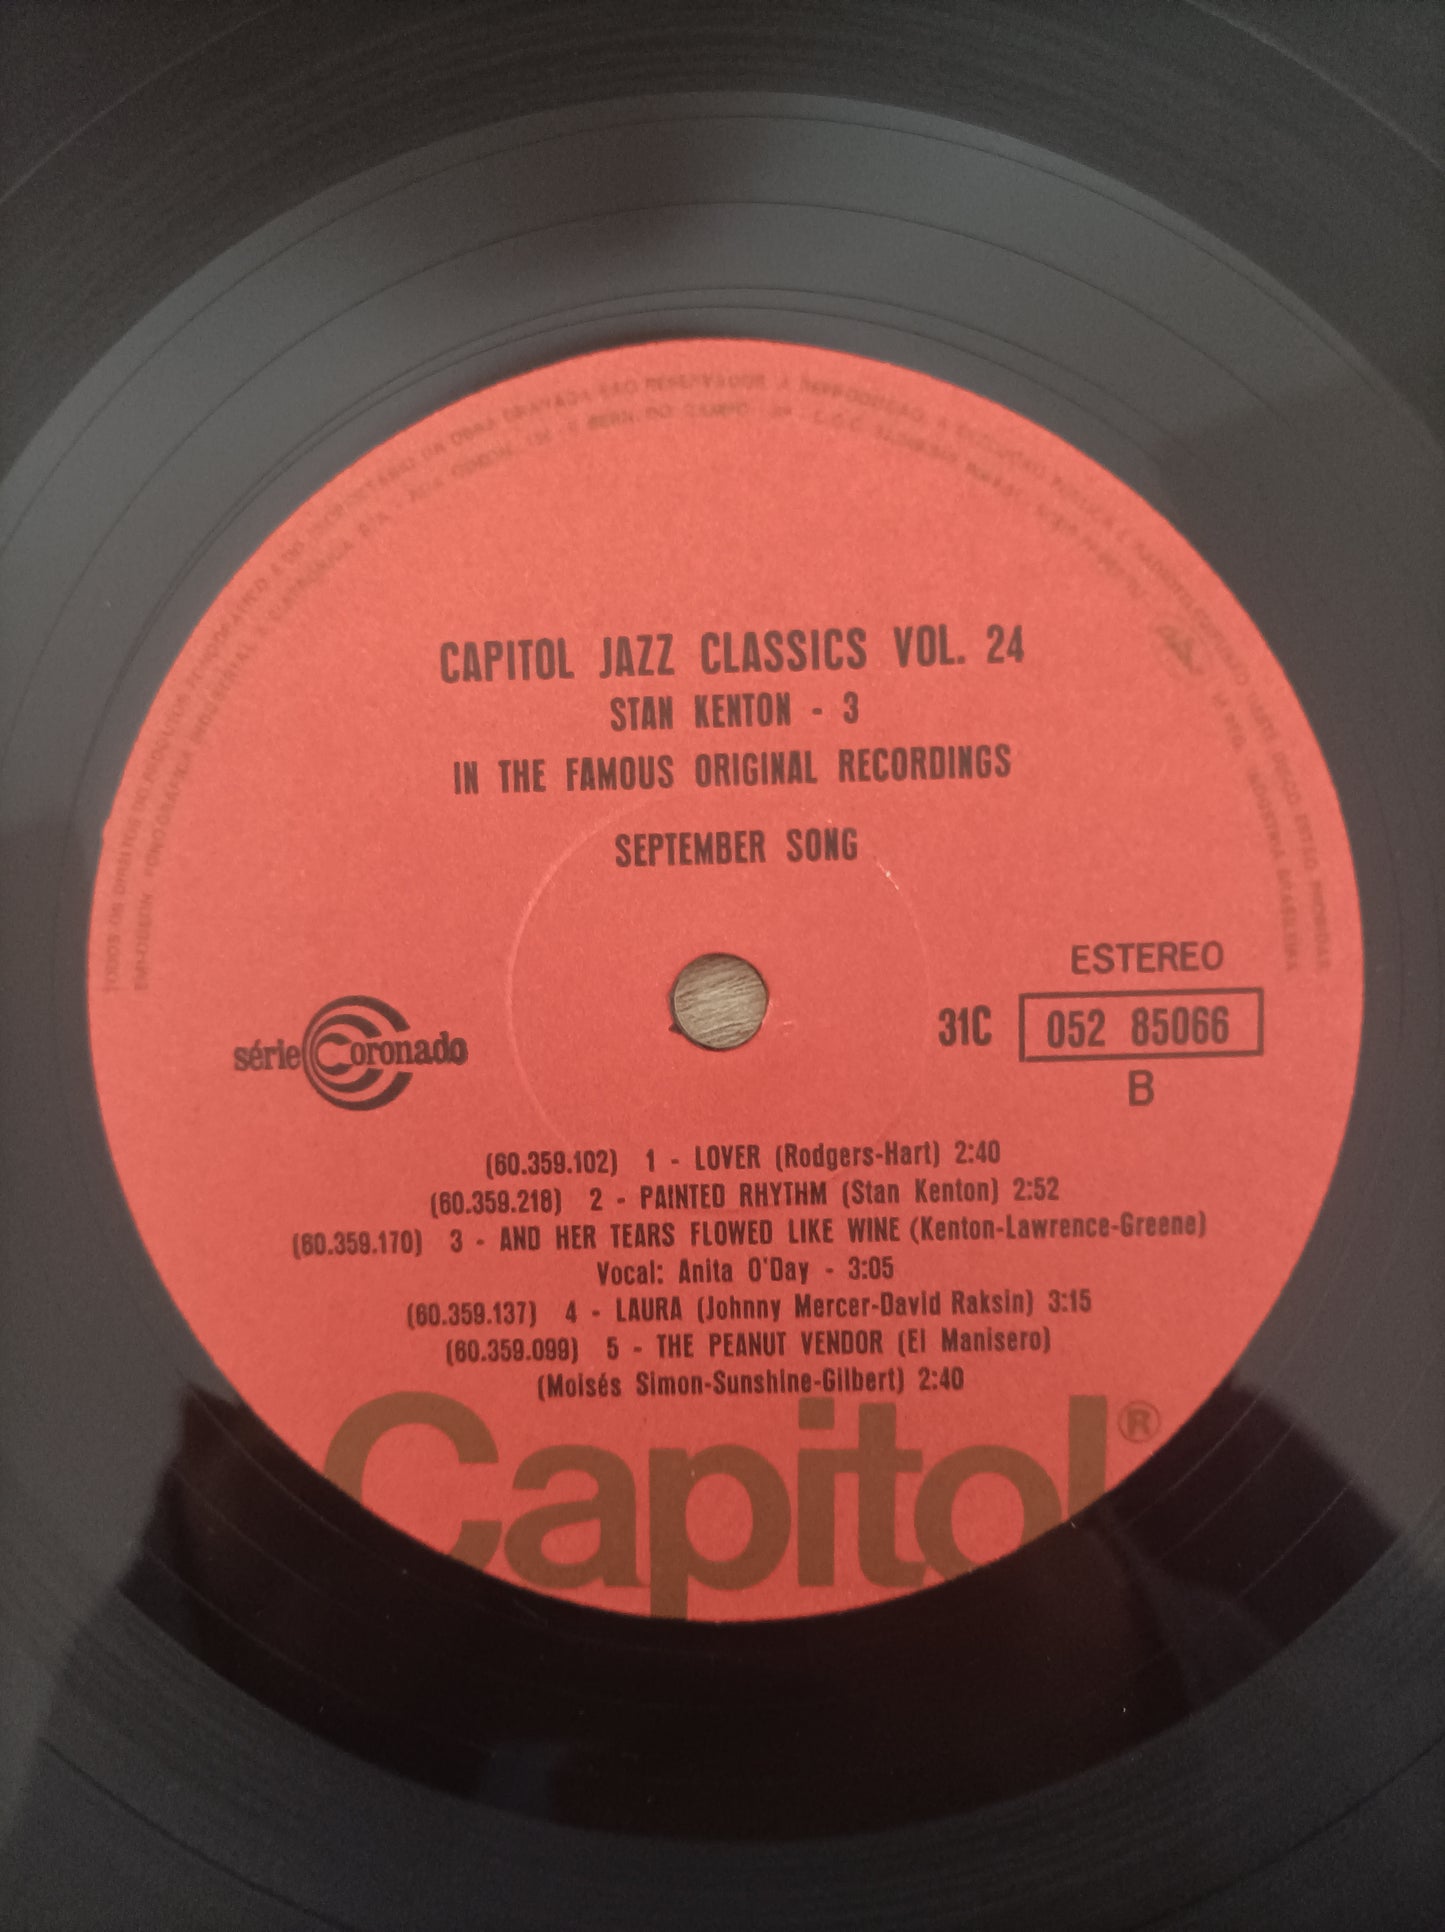 CAPITOL JAZZ CLASSICS VOL. 24
STAN KENTON - 3
IN THE FAMOUS ORIGINAL RECORDINGS
SEPTEMBER SONG
ESTEREO
31C 052 85066
B
série Coronado
(60.359.102) 1 - LOVER (Rodgers-Hart) 2:40
(60.359.218) 2 - PAINTED RHYTHM (Stan Kenton) 2:52
(60.359.170) 3 - AND HER TEARS FLOWED LIKE WINE (Kenton-Lawrence-Greene)
Vocal: Anita O'Day - 3:05
(60.359.137) 4 - LAURA (Johnny Mercer-David Raksin) 3:15
(60.359.099) 5 - THE PEANUT VENDOR (El Manisero)
(Moisés Simon-Sunshine-Gilbert) 2:40
Capitol®